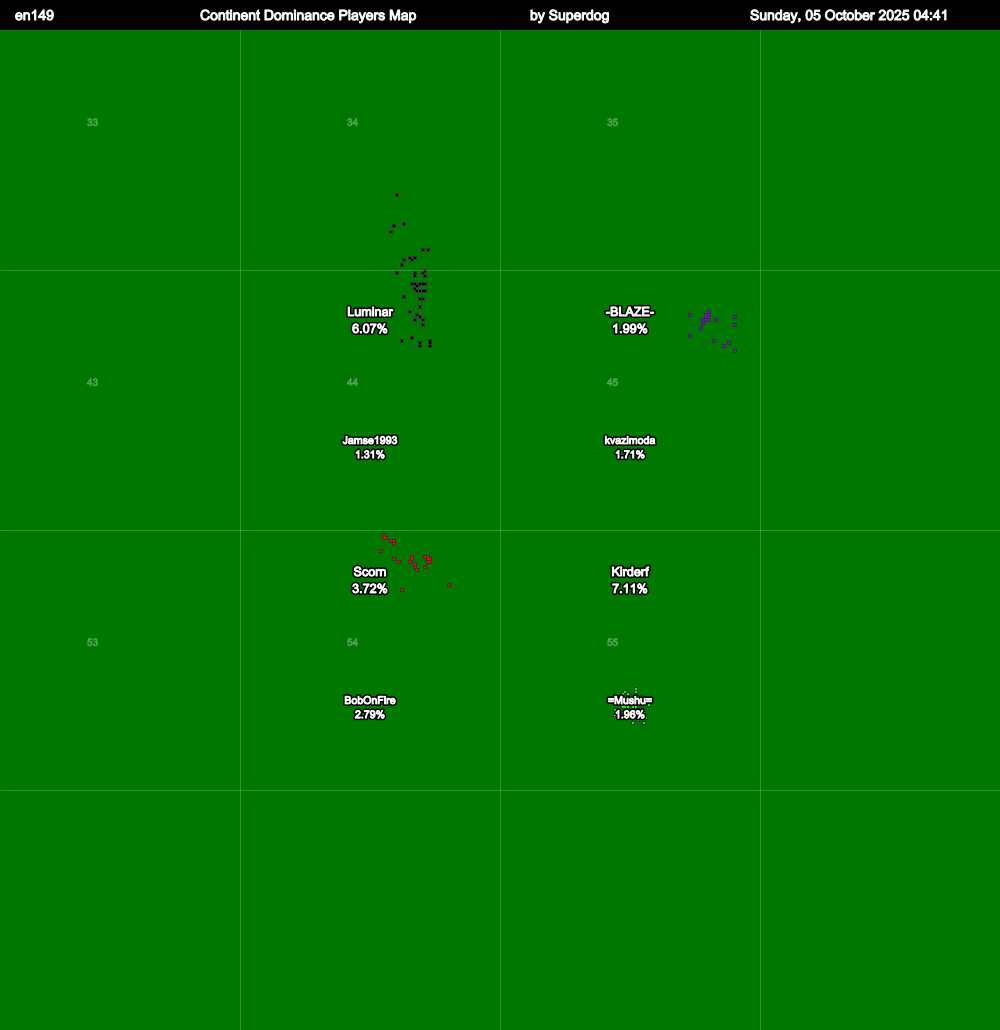 en149 Continent Dominance Players Map by Superdog Sunday, 05 October 2025 04:41
33 34 35
Luminar -BLAZE-
6.07% 1.99%
43 44 45
Jamse1993 kvazimoda
1.31% 1.71%
Scorn Kirderf
3.72% 7.11%
53 54 55
BobOnFire =Mushu=
2.79% 1.96%